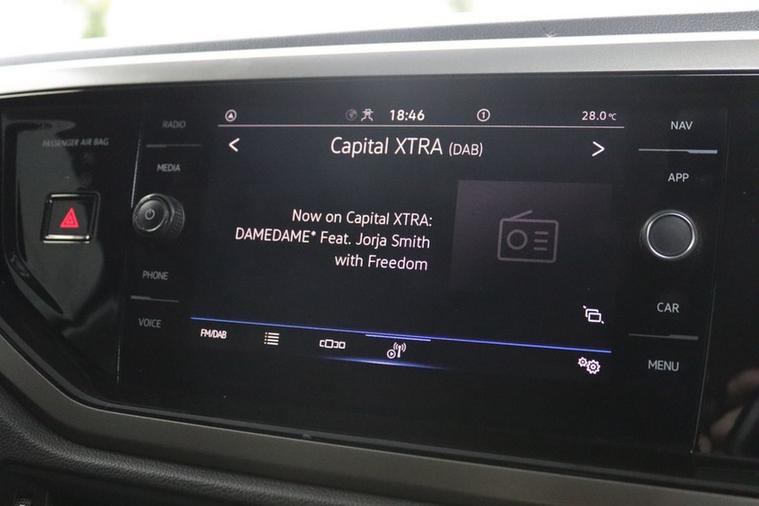 RADIO
PASSENGER AIR BAG
MEDIA
PHONE
VOICE
18:46
1
28.0°C
< Capital XTRA (DAB) >
Now on Capital XTRA:
DAMEDAME* Feat. Jorja Smith
with Freedom
FM/DAB
NAV
APP
CAR
MENU